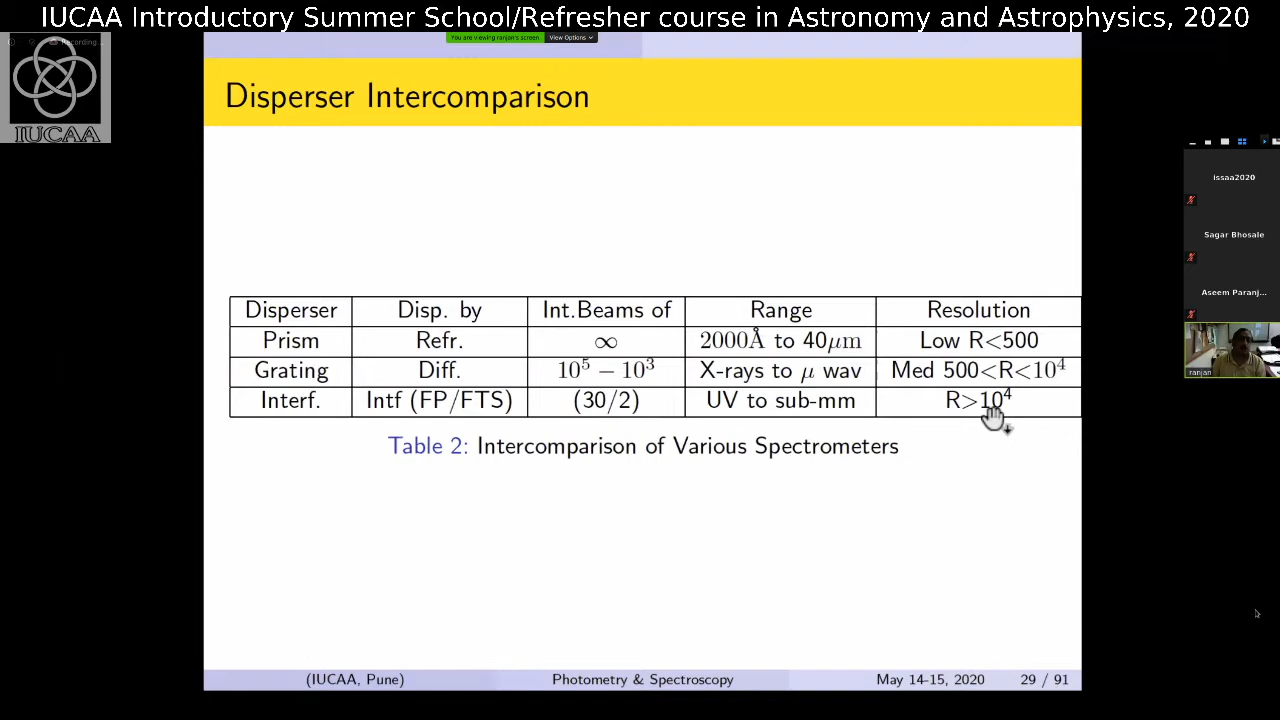 IUCAA Introductory Summer School/Refresher course in Astronomy and Astrophysics, 2020
You are viewing ranjan's screen View Options
Recording...
IUCAA
Disperser Intercomparison
issaa2020
Sagar Bhosale
Aseem Paranj...
ranjan
Disperser Disp. by Int.Beams of Range Resolution
Prism Refr. ∞ 2000Å to 40μm Low R<500
Grating Diff. 10⁵ − 10³ X-rays to μ wav Med 500<R<10⁴
Interf. Intf (FP/FTS) (30/2) UV to sub-mm R>10⁴
Table 2: Intercomparison of Various Spectrometers
(IUCAA, Pune) Photometry & Spectroscopy May 14-15, 2020 29 / 91